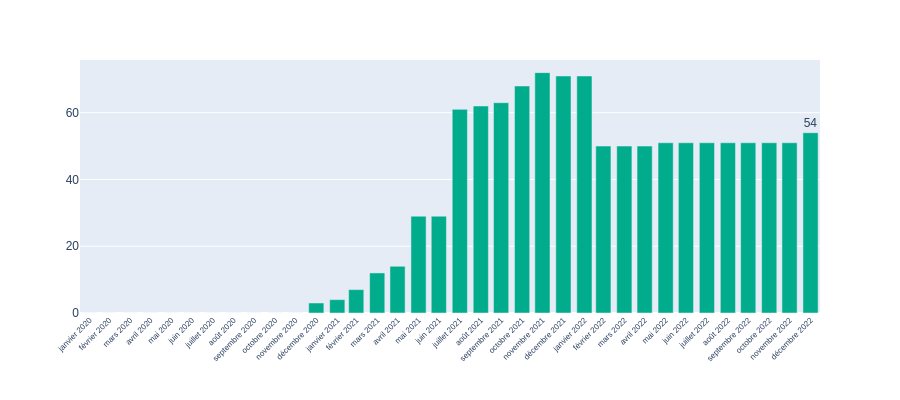 60
40
20
0
54
janvier 2020
février 2020
mars 2020
avril 2020
mai 2020
juin 2020
juillet 2020
août 2020
septembre 2020
octobre 2020
novembre 2020
décembre 2020
janvier 2021
février 2021
mars 2021
avril 2021
mai 2021
juin 2021
juillet 2021
août 2021
septembre 2021
octobre 2021
novembre 2021
décembre 2021
janvier 2022
février 2022
mars 2022
avril 2022
mai 2022
juin 2022
juillet 2022
août 2022
septembre 2022
octobre 2022
novembre 2022
décembre 2022